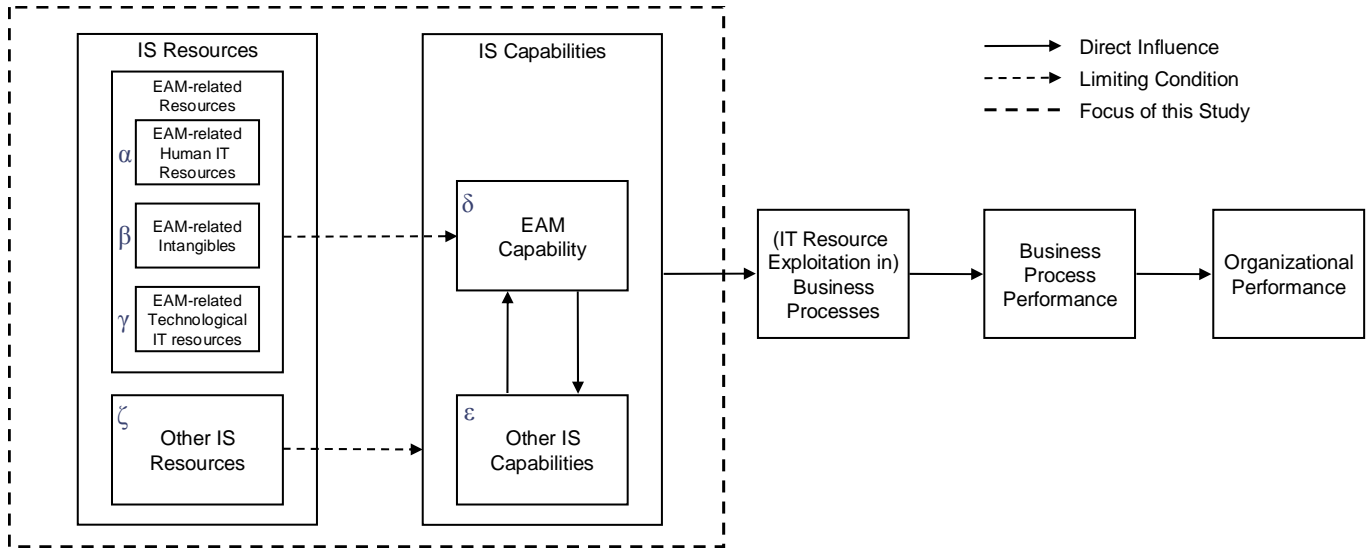 IS Resources
EAM-related
Resources
α
EAM-related
Human IT
Resources
β
EAM-related
Intangibles
γ
EAM-related
Technological
IT resources
ζ
Other IS
Resources
IS Capabilities
δ
EAM
Capability
ε
Other IS
Capabilities
(IT Resource
Exploitation in)
Business
Processes
Business
Process
Performance
Organizational
Performance
Direct Influence
Limiting Condition
Focus of this Study